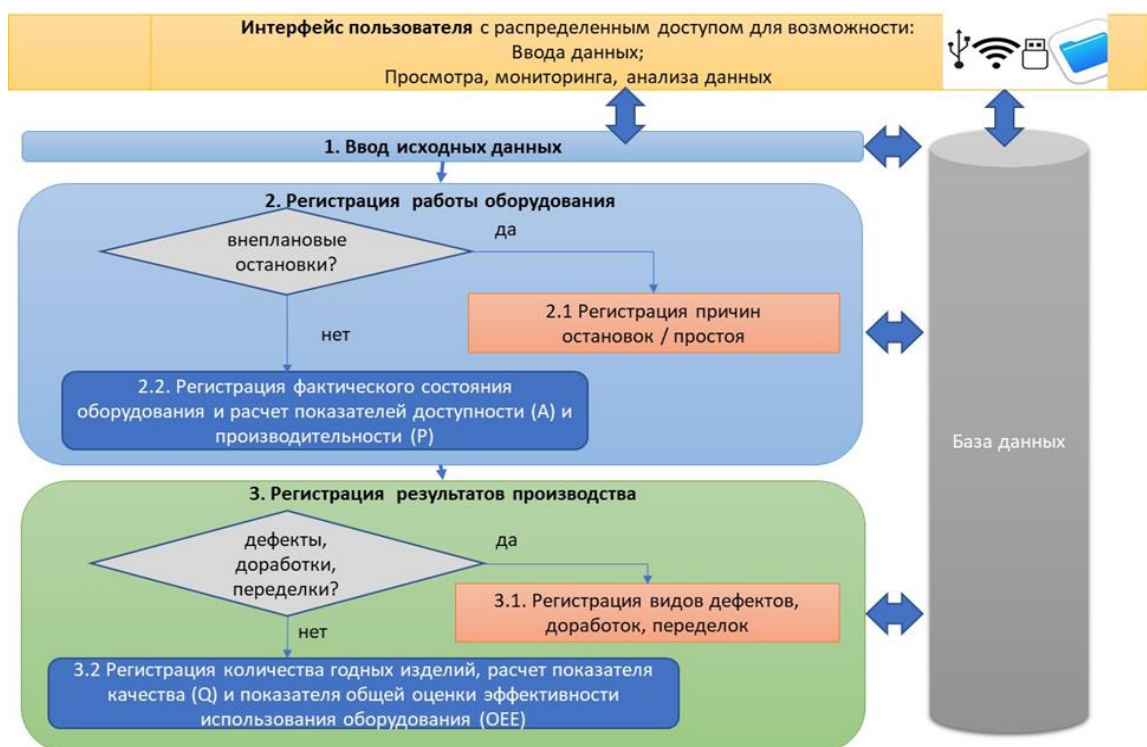 Интерфейс пользователя с распределенным доступом для возможности:
Ввода данных;
Просмотра, мониторинга, анализа данных
1. Ввод исходных данных
2. Регистрация работы оборудования
внеплановые
остановки?
да
2.1 Регистрация причин
остановок / простоя
нет
2.2. Регистрация фактического состояния
оборудования и расчет показателей доступности (А) и
производительности (Р)
База данных
3. Регистрация результатов производства
дефекты,
доработки,
переделки?
да
3.1. Регистрация видов дефектов,
доработок, переделок
нет
3.2 Регистрация количества годных изделий, расчет показателя
качества (Q) и показателя общей оценки эффективности
использования оборудования (ОЕЕ)